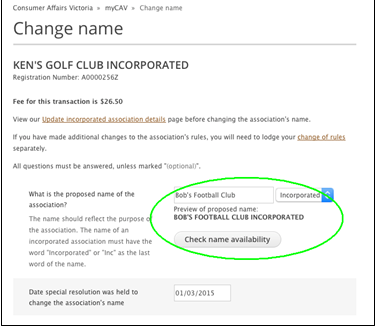 Consumer Affairs Victoria » myCAV » Change name
Change name
KEN'S GOLF CLUB INCORPORATED
Registration Number: A0000256Z
Fee for this transaction is $26.50
View our Update incorporated association details page before changing the association's name.
If you have made additional changes to the association's rules, you will need to lodge your change of rules
separately.
All questions must be answered, unless marked "(optional)".
What is the proposed name of the
association?
The name should reflect the purpose o
the association. The name of an
incorporated association must have the
word "Incorporated" or "Inc" as the last
word of the name.
Bob's Football Club
Incorporated
Preview of proposed name:
BOB'S FOOTBALL CLUB INCORPORATED
Check name availability
Date special resolution was held to
change the association's name
01/03/2015